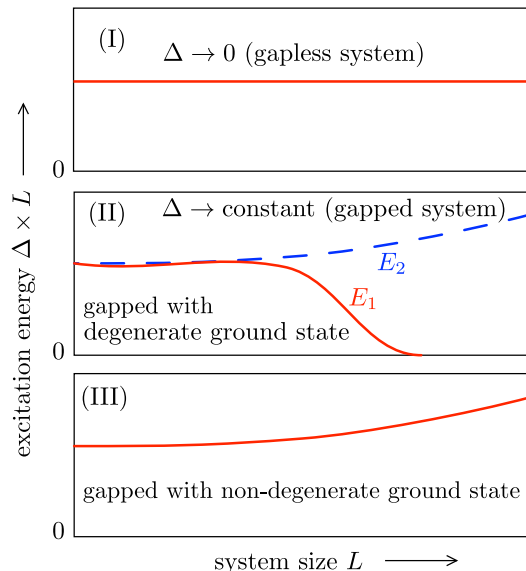 (I)
Δ → 0 (gapless system)
0
(II)
Δ → constant (gapped system)
E₂
E₁
gapped with
degenerate ground state
0
(III)
gapped with non-degenerate ground state
0
excitation energy Δ × L ⟶
system size L ⟶